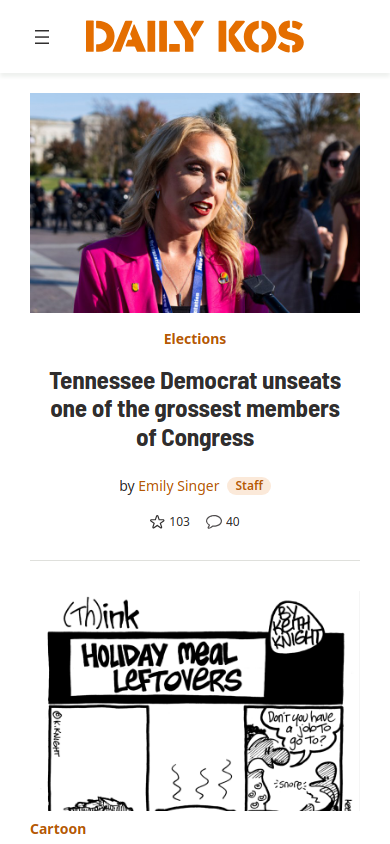 DAILY KOS
Elections
Tennessee Democrat unseats
one of the grossest members
of Congress
by Emily Singer Staff
103 40
(Th)ink
BY
KEITH
KNIGHT
HOLIDAY MEAL
LEFTOVERS
©K.KNIGHT
Don't you have
a job to
go to?
:snore:
Cartoon